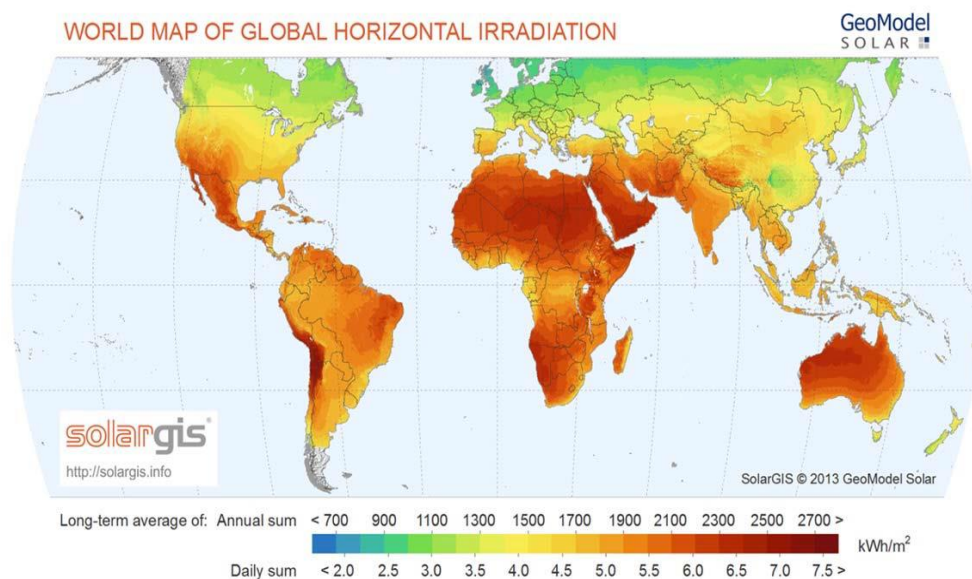 WORLD MAP OF GLOBAL HORIZONTAL IRRADIATION
GeoModel
SOLAR
solargis
http://solargis.info
SolarGIS © 2013 GeoModel Solar
Long-term average of: Annual sum < 700 900 1100 1300 1500 1700 1900 2100 2300 2500 2700 >
kWh/m²
Daily sum < 2.0 2.5 3.0 3.5 4.0 4.5 5.0 5.5 6.0 6.5 7.0 7.5 >